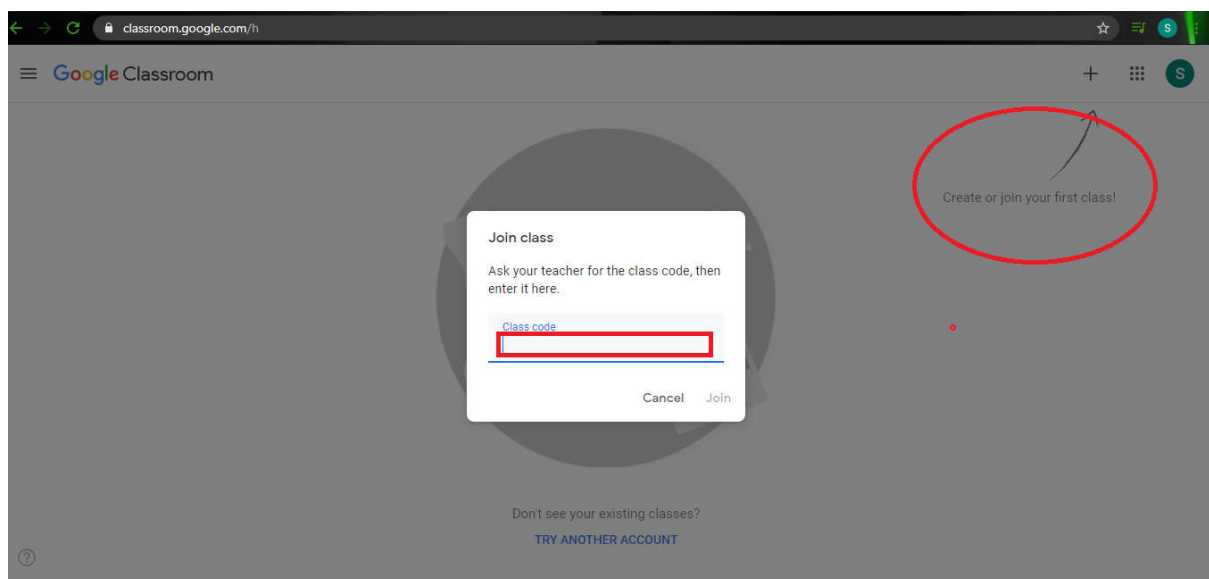 classroom.google.com/h
S
Google Classroom
S
Create or join your first class!
Join class
Ask your teacher for the class code, then
enter it here.
Class code
Cancel Join
Don't see your existing classes?
TRY ANOTHER ACCOUNT